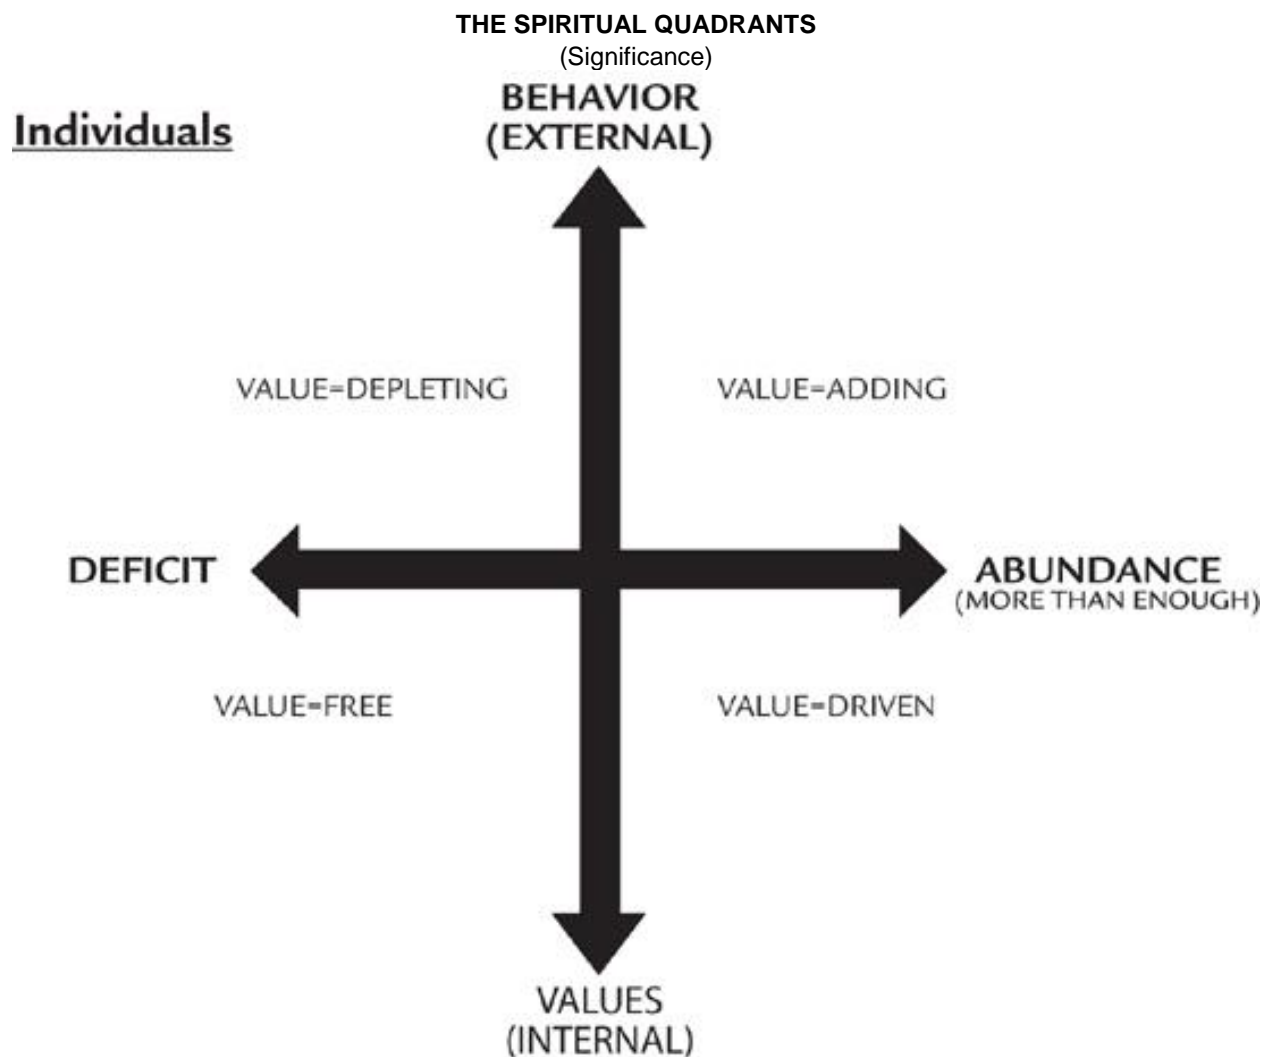 THE SPIRITUAL QUADRANTS
(Significance)
BEHAVIOR
(EXTERNAL)
Individuals
VALUE=DEPLETING
VALUE=ADDING
DEFICIT
ABUNDANCE
(MORE THAN ENOUGH)
VALUE=FREE
VALUE=DRIVEN
VALUES
(INTERNAL)